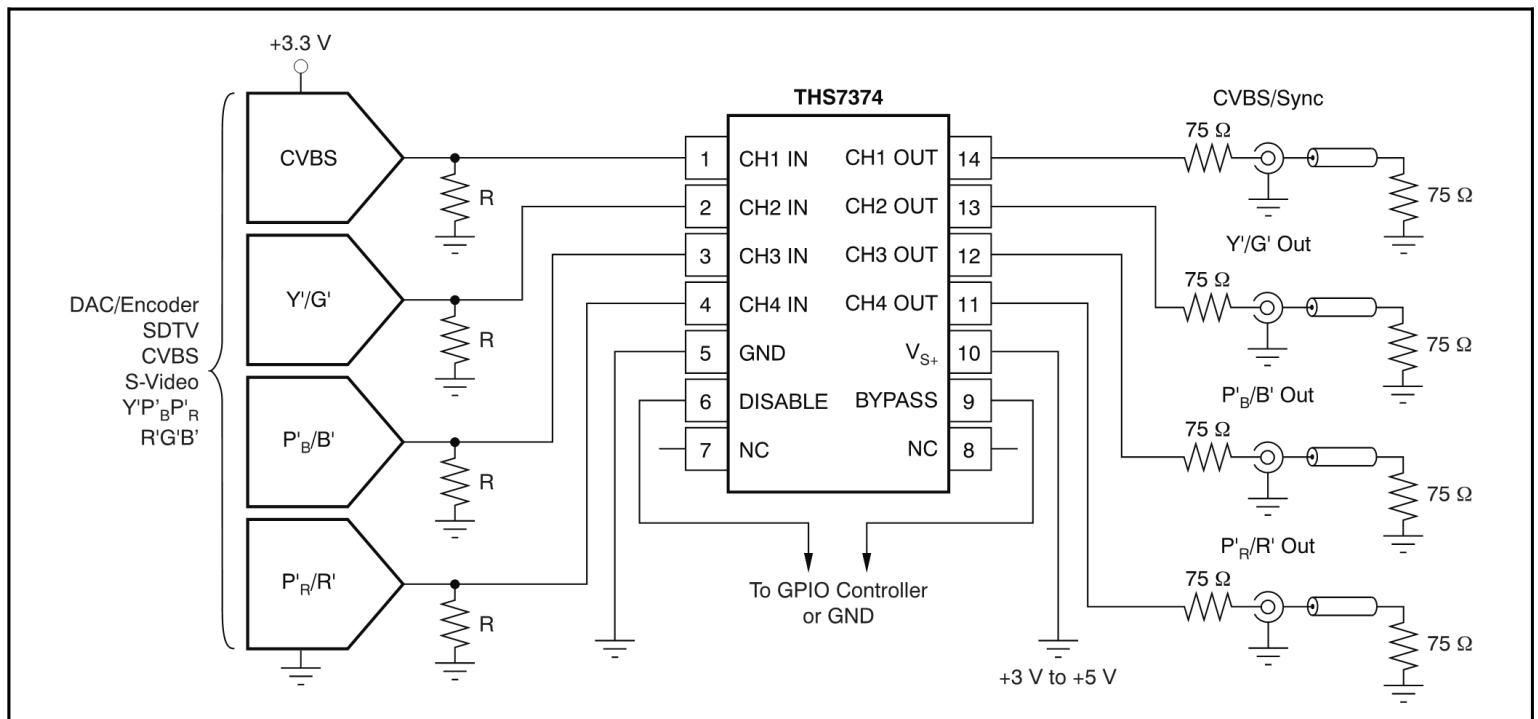 +3.3 V
CVBS
R
Y'/G'
R
P'B/B'
R
P'R/R'
R
DAC/Encoder
SDTV
CVBS
S-Video
Y'P'BP'R
R'G'B'
THS7374
1 CH1 IN CH1 OUT 14
2 CH2 IN CH2 OUT 13
3 CH3 IN CH3 OUT 12
4 CH4 IN CH4 OUT 11
5 GND VS+ 10
6 DISABLE BYPASS 9
7 NC NC 8
To GPIO Controller
or GND
+3 V to +5 V
CVBS/Sync
75 Ω
75 Ω
Y'/G' Out
75 Ω
75 Ω
P'B/B' Out
75 Ω
75 Ω
P'R/R' Out
75 Ω
75 Ω